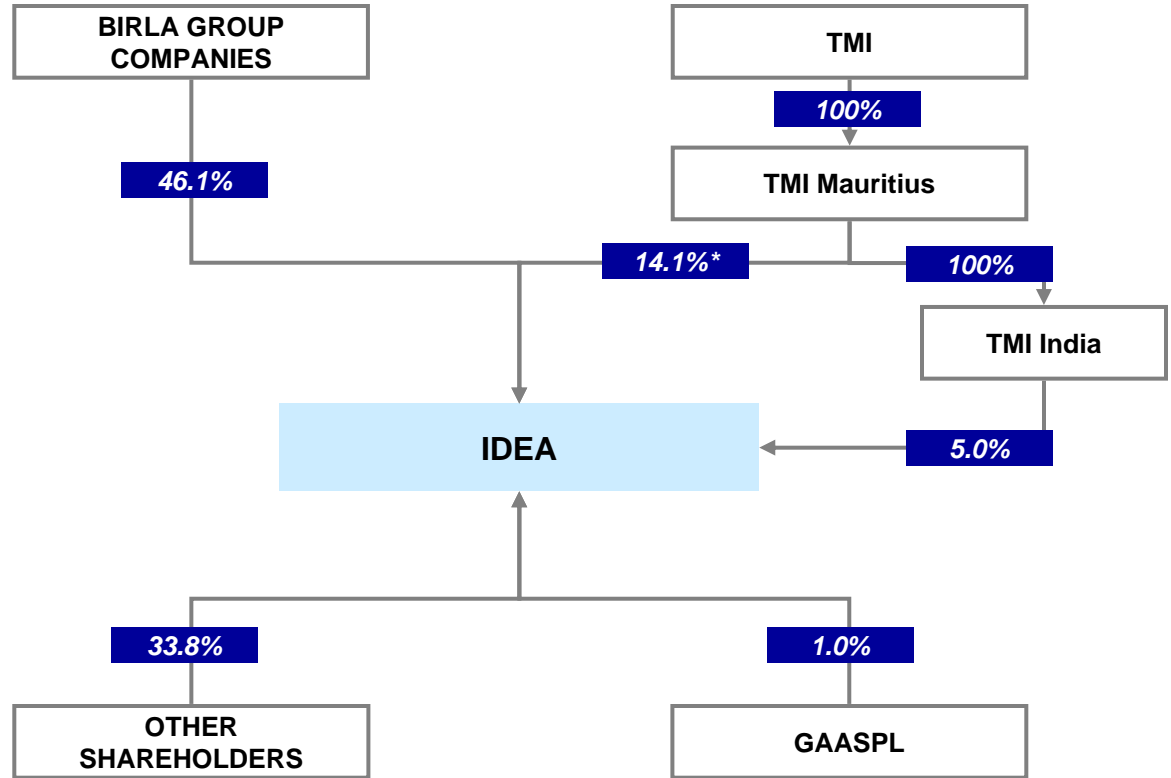 BIRLA GROUP
COMPANIES
TMI
100%
TMI Mauritius
46.1%
14.1%*
100%
TMI India
IDEA
5.0%
33.8%
1.0%
OTHER
SHAREHOLDERS
GAASPL